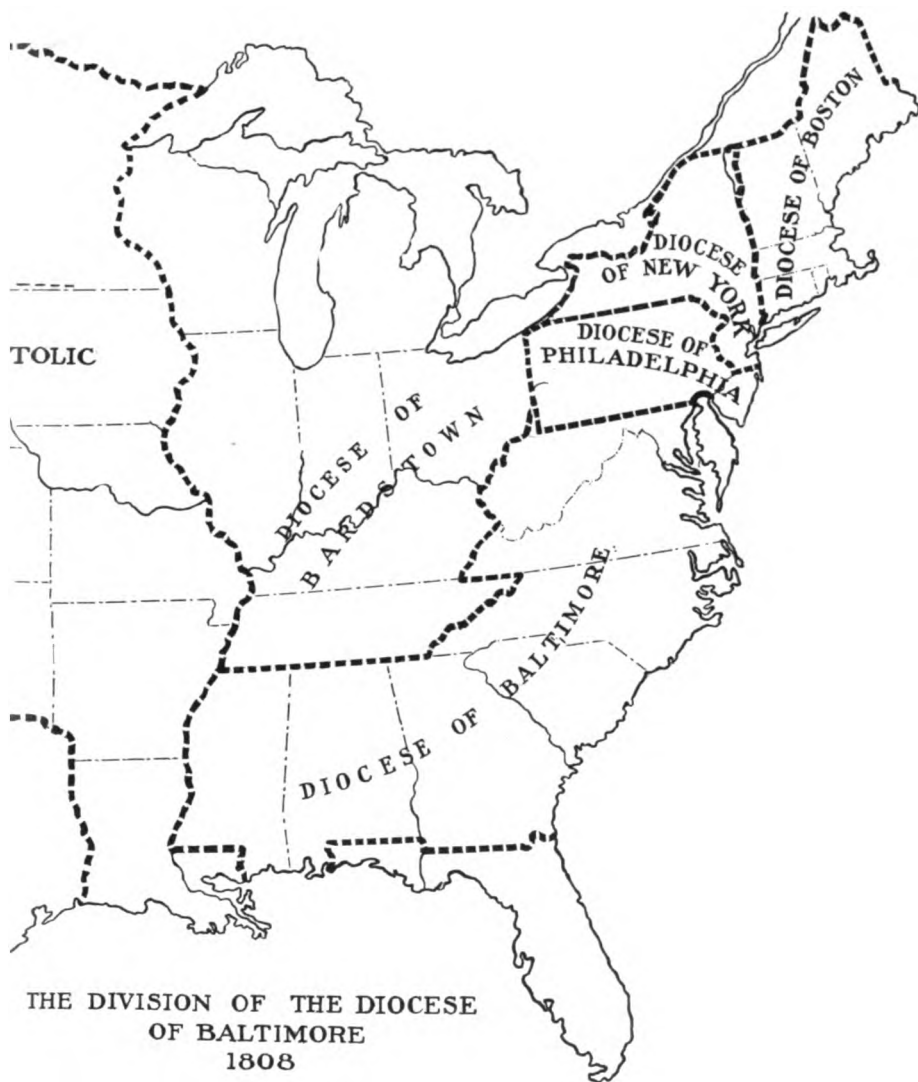 DIOCESE OF BOSTON
DIOCESE
OF NEW YORK
DIOCESE OF
PHILADELPHIA
TOLIC
DIOCESE OF
BARDSTOWN
DIOCESE OF BALTIMORE
THE DIVISION OF THE DIOCESE
OF BALTIMORE
1808